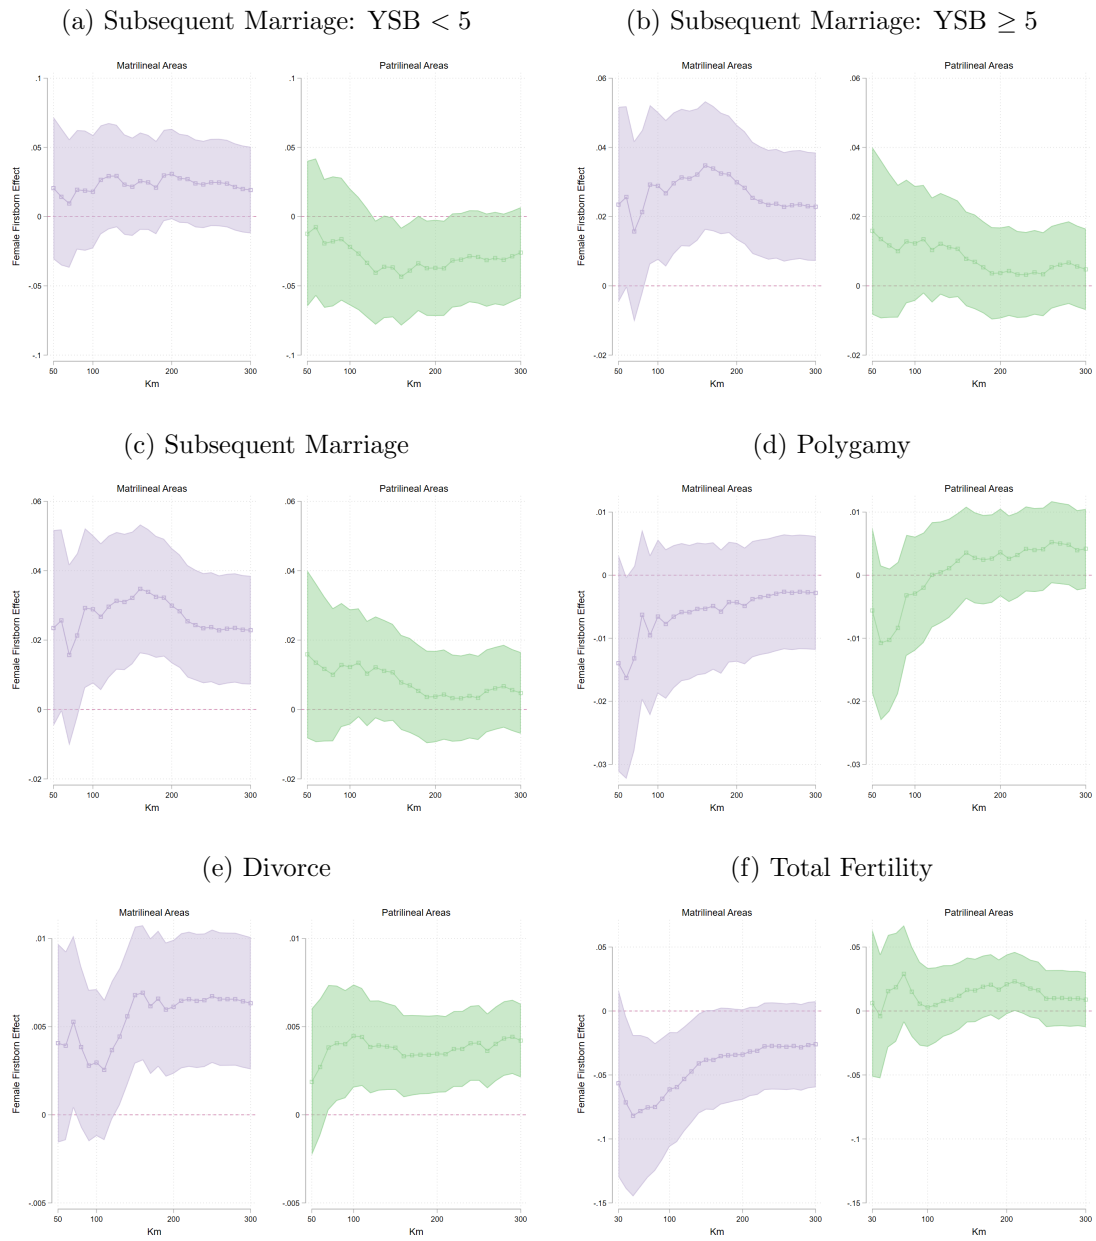 (a) Subsequent Marriage: YSB < 5
Matrilineal Areas
Female Firstborn Effect
.1
.05
0
-.05
-.1
50
100
200
300
Km
Patrilineal Areas
.1
.05
0
-.05
-.1
50
100
200
300
Km
(b) Subsequent Marriage: YSB ≥ 5
Matrilineal Areas
Female Firstborn Effect
.06
.04
.02
0
-.02
50
100
200
300
Km
Patrilineal Areas
.06
.04
.02
0
-.02
50
100
200
300
Km
(c) Subsequent Marriage
Matrilineal Areas
Female Firstborn Effect
.06
.04
.02
0
-.02
50
100
200
300
Km
Patrilineal Areas
.06
.04
.02
0
-.02
50
100
200
300
Km
(d) Polygamy
Matrilineal Areas
Female Firstborn Effect
.01
0
-.01
-.02
-.03
50
100
200
300
Km
Patrilineal Areas
.01
0
-.01
-.02
-.03
50
100
200
300
Km
(e) Divorce
Matrilineal Areas
Female Firstborn Effect
.01
.005
0
-.005
50
100
200
300
Km
Patrilineal Areas
.01
.005
0
-.005
50
100
200
300
Km
(f) Total Fertility
Matrilineal Areas
Female Firstborn Effect
.05
0
-.05
-.1
-.15
30
100
200
300
Km
Patrilineal Areas
.05
0
-.05
-.1
-.15
30
100
200
300
Km